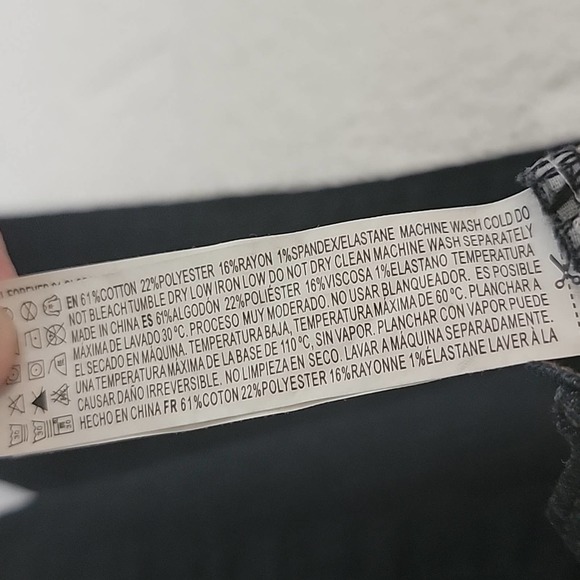 EN 61%COTTON 22%POLYESTER 16%RAYON 1%SPANDEX/ELASTANE MACHINE WASH COLD DO
NOT BLEACH TUMBLE DRY LOW IRON LOW DO NOT DRY CLEAN MACHINE WASH SEPARATELY
MADE IN CHINA ES 61%ALGODÓN 22%POLIÉSTER 16%VISCOSA 1%ELASTANO TEMPERATURA
MÁXIMA DE LAVADO 30 ºC. PROCESO MUY MODERADO. NO USAR BLANQUEADOR. ES POSIBLE
EL SECADO EN MÁQUINA. TEMPERATURA BAJA, TEMPERATURA MÁXIMA DE 60 ºC. PLANCHAR A
UNA TEMPERATURA MÁXIMA DE LA BASE DE 110 ºC, SIN VAPOR. PLANCHAR CON VAPOR PUEDE
CAUSAR DAÑO IRREVERSIBLE. NO LIMPIEZA EN SECO. LAVAR A MÁQUINA SEPARADAMENTE.
HECHO EN CHINA FR 61%COTON 22%POLYESTER 16%RAYONNE 1%ÉLASTANE LAVER À LA